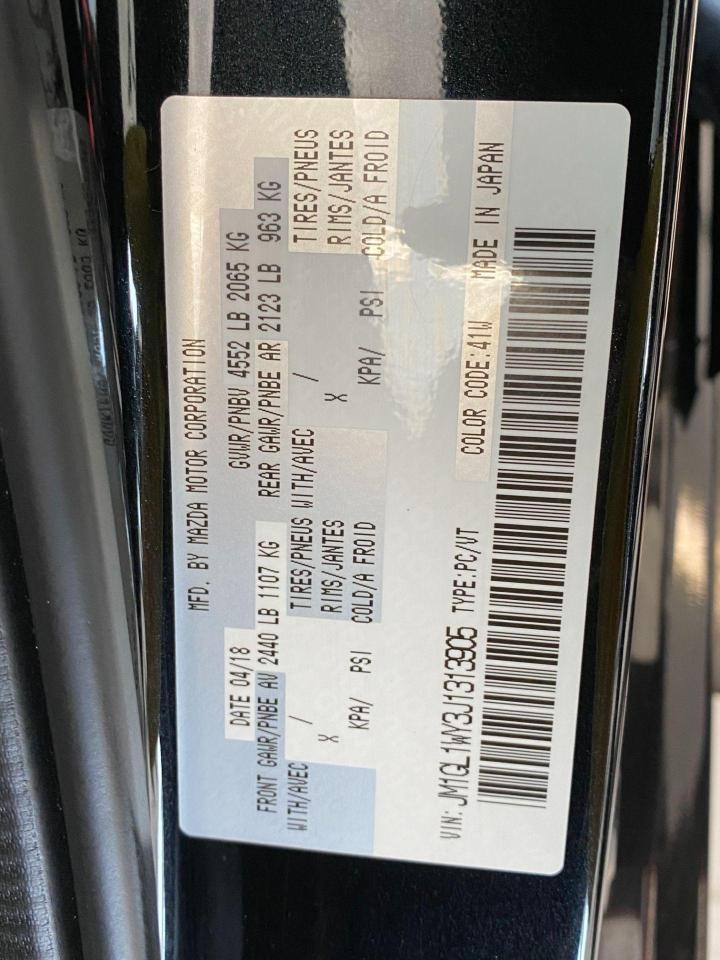 MFD. BY MAZDA MOTOR CORPORATION
DATE 04/18 GVWR/PNBV 4552 LB 2065 KG
FRONT GAWR/PNBE AV 2440 LB 1107 KG REAR GAWR/PNBE AR 2123 LB 963 KG
WITH/AVEC / TIRES/PNEUS WITH/AVEC / TIRES/PNEUS
X RIMS/JANTES X RIMS/JANTES
KPA/ PSI COLD/A FROID KPA/ PSI COLD/A FROID
VIN: JM1GL1WY3J1313905 TYPE:PC/VT COLOR CODE:41W MADE IN JAPAN